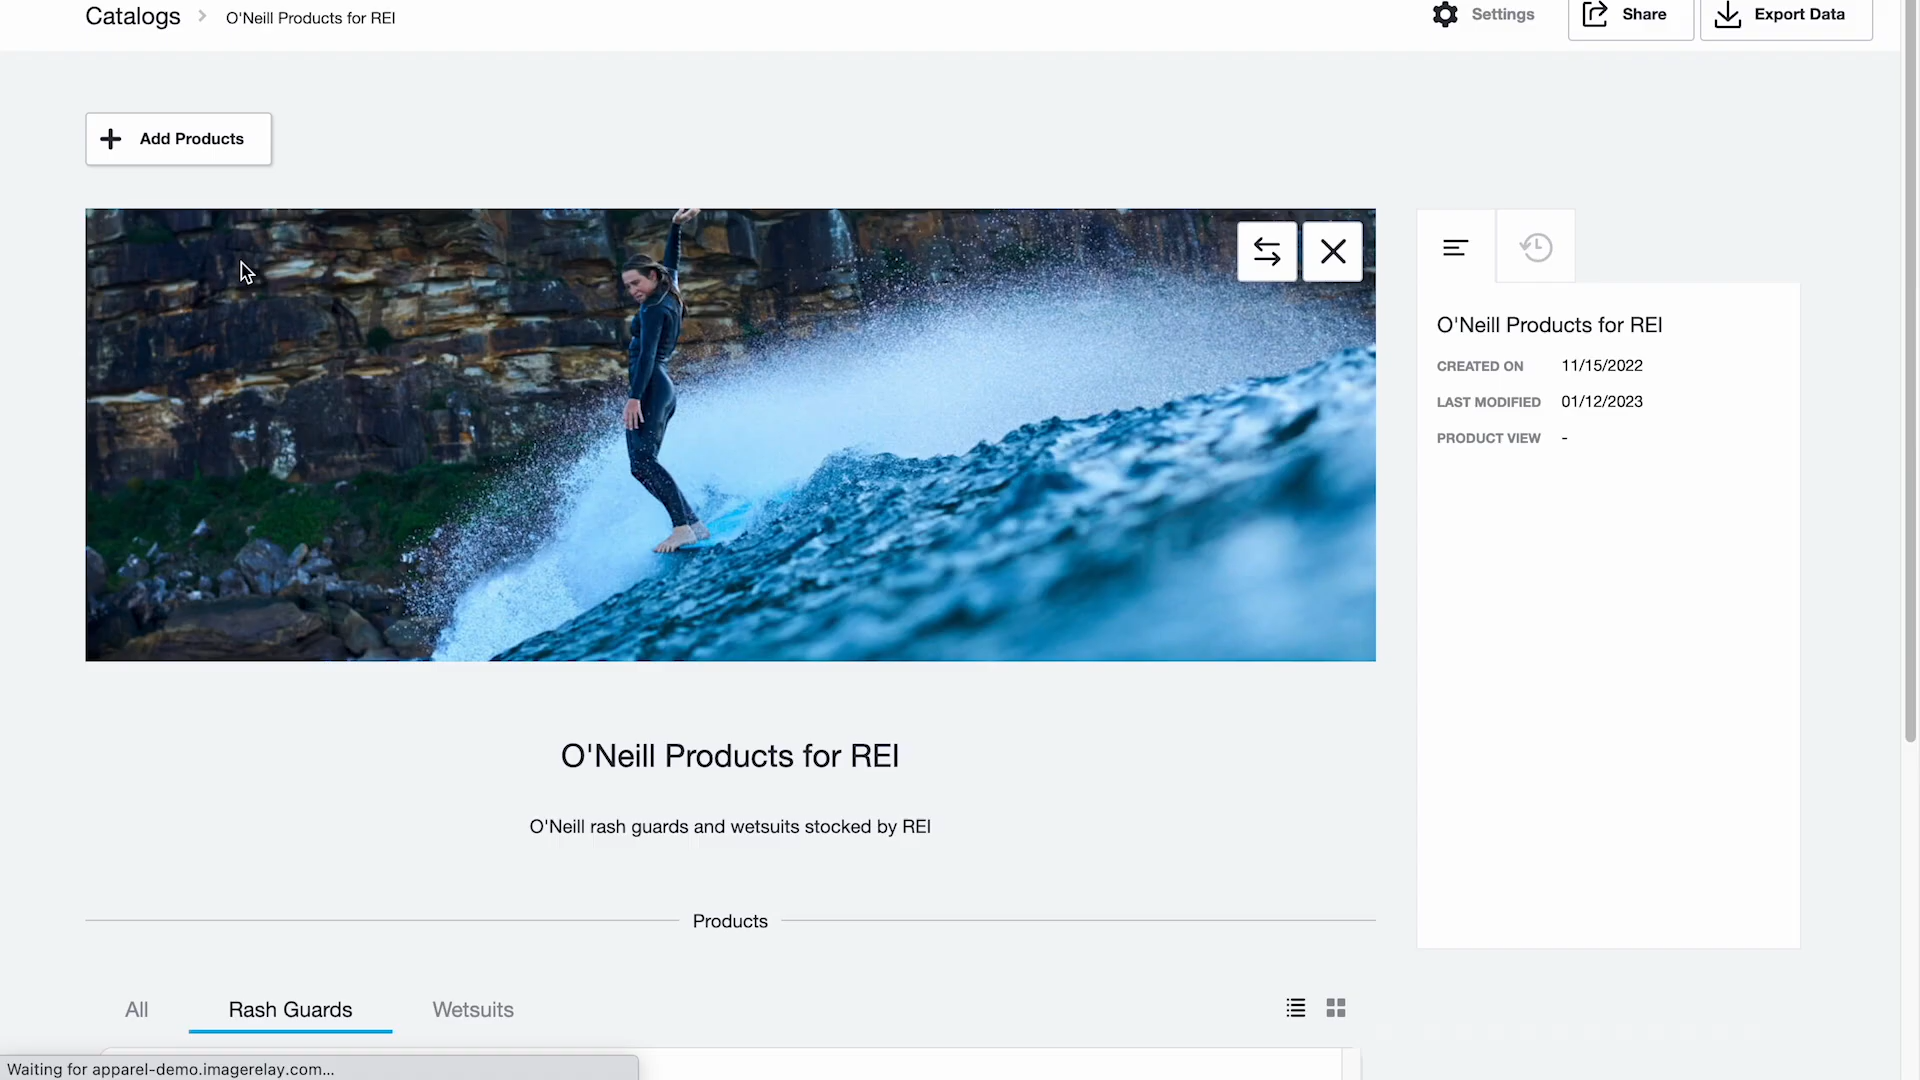 Catalogs
O'Neill Products for REI
Settings
Share
Export Data
Add Products
O'Neill Products for REI
CREATED ON 11/15/2022
LAST MODIFIED 01/12/2023
PRODUCT VIEW -
O'Neill Products for REI
O'Neill rash guards and wetsuits stocked by REI
Products
All
Rash Guards
Wetsuits
Waiting for apparel-demo.imagerelay.com...